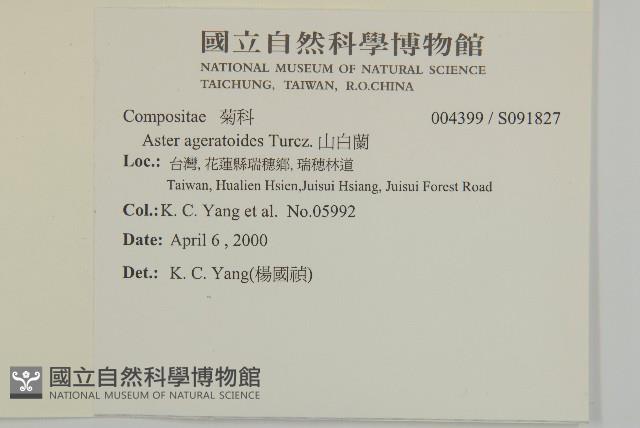 國立自然科學博物館
NATIONAL MUSEUM OF NATURAL SCIENCE
TAICHUNG, TAIWAN, R.O.CHINA
Compositae 菊科 004399 / S091827
Aster ageratoides Turcz. 山白蘭
Loc.: 台灣, 花蓮縣瑞穗鄉, 瑞穗林道
Taiwan, Hualien Hsien,Juisui Hsiang, Juisui Forest Road
Col.: K. C. Yang et al. No.05992
Date: April 6 , 2000
Det.: K. C. Yang(楊國禎)
國立自然科學博物館
NATIONAL MUSEUM OF NATURAL SCIENCE